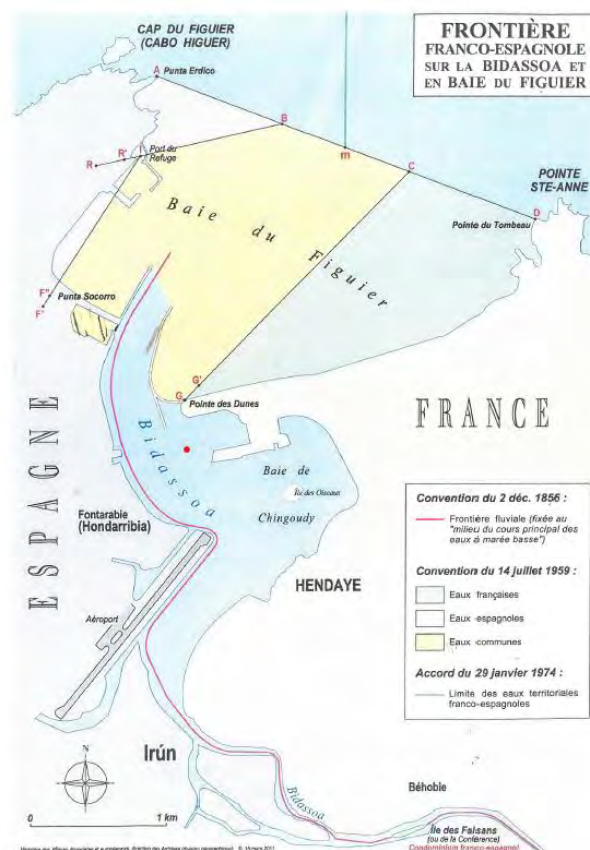 FRONTIÈRE
FRANCO-ESPAGNOLE
SUR LA BIDASSOA ET
EN BAIE DU FIGUIER
CAP DU FIGUIER
(CABO HIGUER)
A
Punta Erdico
B
m
C
D
POINTE
STE-ANNE
Pointe du Tombeau
R
R'
I
Port du
Refuge
Baie du Figuier
F"
F'
Punta Socorro
G'
G
Pointe des Dunes
ESPAGNE
FRANCE
Bidassoa
Baie de
Chingoudy
Île des Oiseaux
Fontarabie
(Hondarribia)
HENDAYE
Aéroport
Irún
Bidassoa
Béhobie
Île des Faisans
(ou de la Conférence)
Condominium franco-espagnol
N
0 1 km
Convention du 2 déc. 1856 :
Frontière fluviale (fixée au
"milieu du cours principal des
eaux à marée basse")
Convention du 14 juillet 1959 :
Eaux françaises
Eaux espagnoles
Eaux communes
Accord du 29 janvier 1974 :
Limite des eaux territoriales
franco-espagnoles